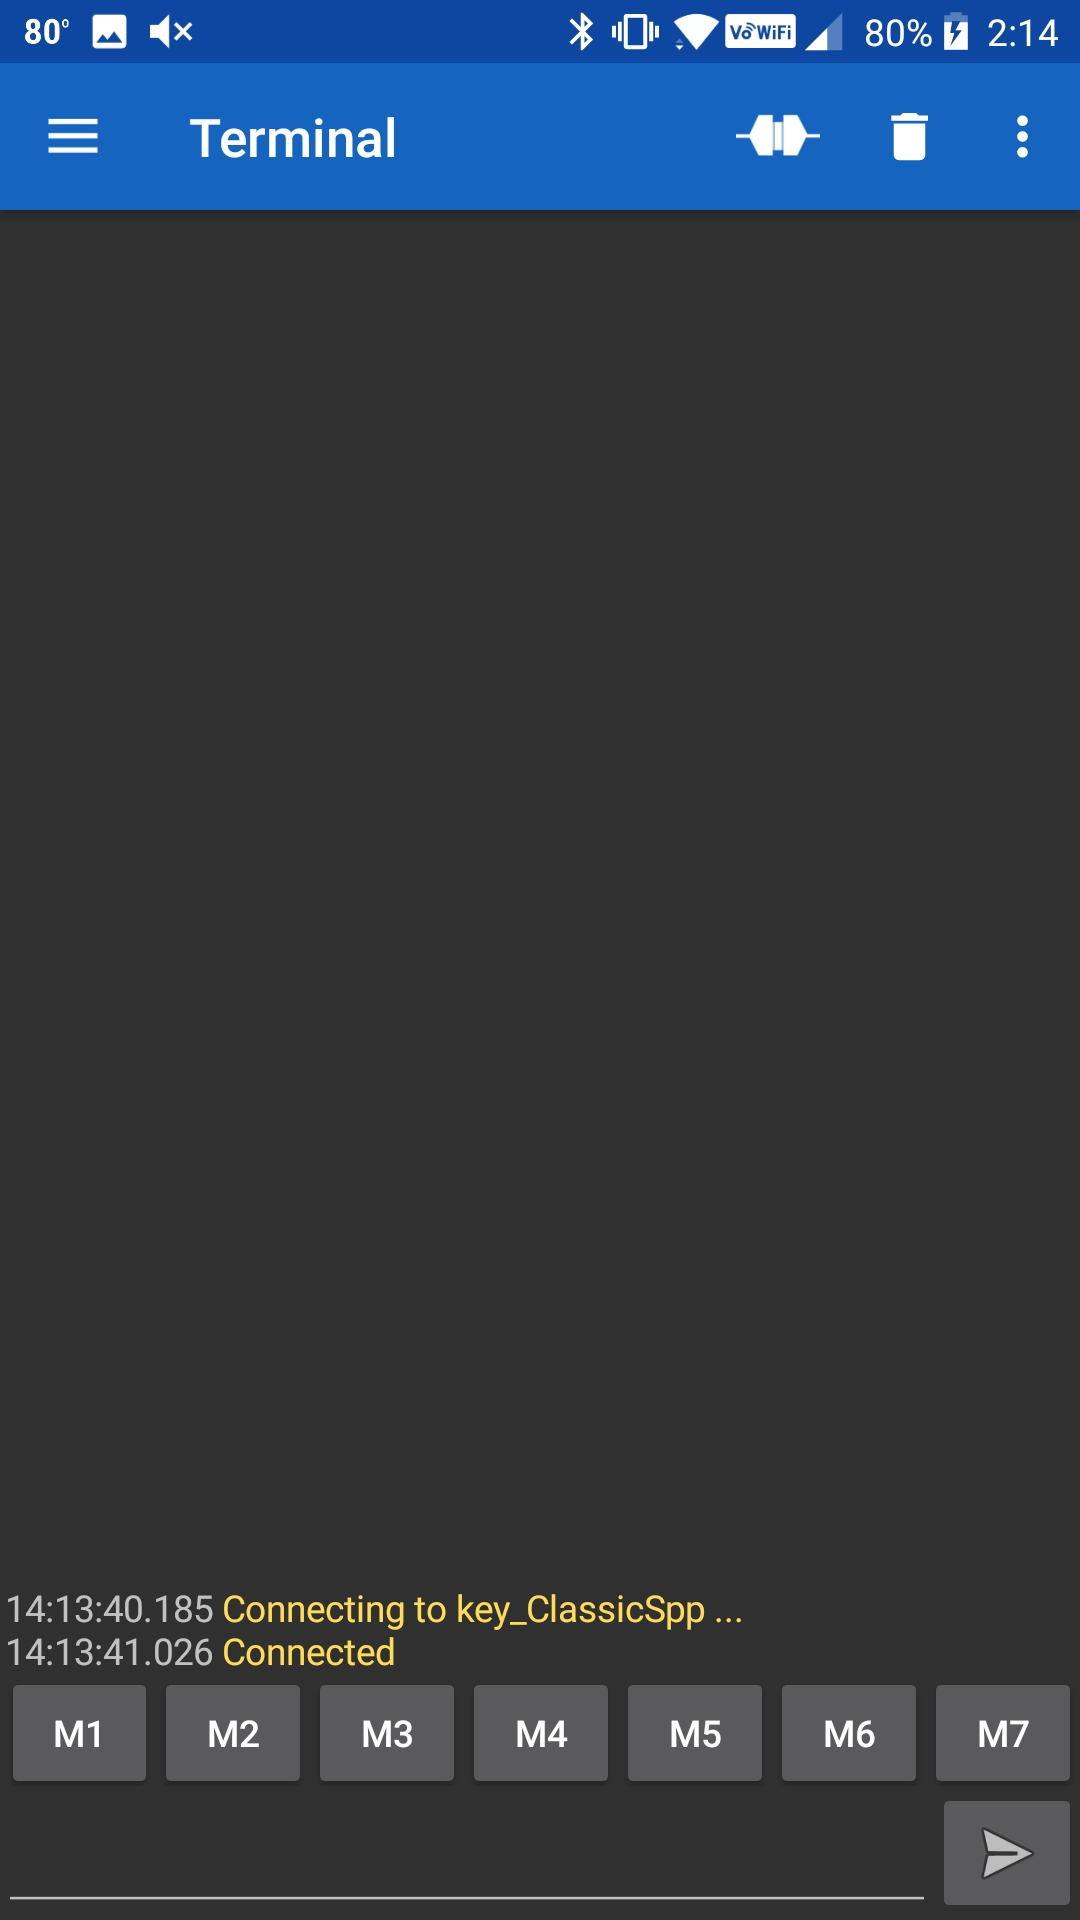 80° VoWiFi 80% 2:14
Terminal
14:13:40.185 Connecting to key_ClassicSpp ...
14:13:41.026 Connected
M1 M2 M3 M4 M5 M6 M7